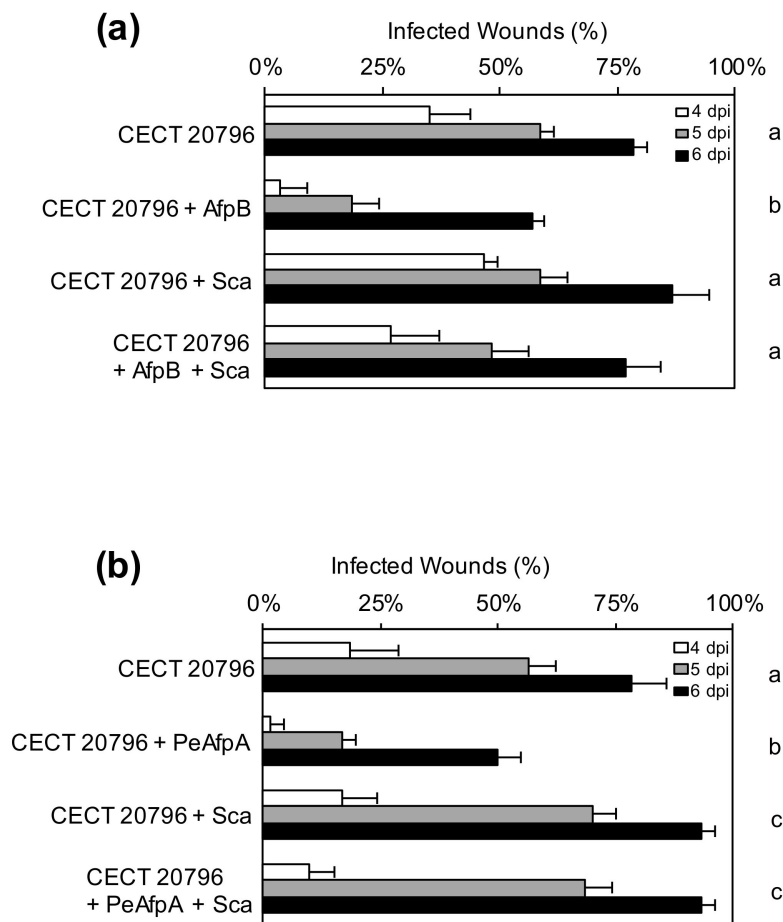 (a)
Infected Wounds (%)
0% 25% 50% 75% 100%
4 dpi
5 dpi
6 dpi
CECT 20796 a
CECT 20796 + AfpB b
CECT 20796 + Sca a
CECT 20796
+ AfpB + Sca a
(b)
Infected Wounds (%)
0% 25% 50% 75% 100%
4 dpi
5 dpi
6 dpi
CECT 20796 a
CECT 20796 + PeAfpA b
CECT 20796 + Sca c
CECT 20796
+ PeAfpA + Sca c